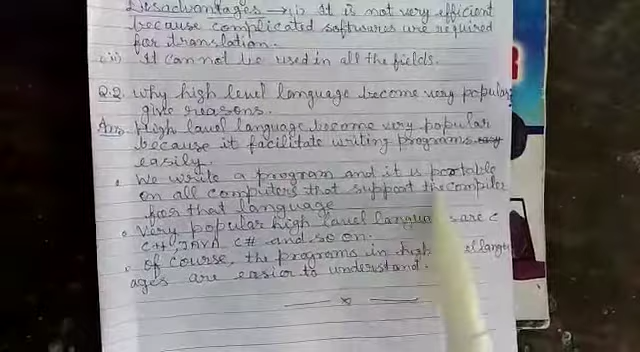 Disadvantages → (i) It is not very efficient
because complicated softwares are required
for translation.
(ii) It can not be used in all the fields.
Q.2. Why high level language become very popular,
give reasons.
Ans. High level language become very popular
because it facilitate writing programms
easily.
We write a program and it is portable
on all computers that support the compiler
for that language
Very popular high level are C
C++, JAVA, C# and so on.
Of course, the programs in high
ages are easier to understand.